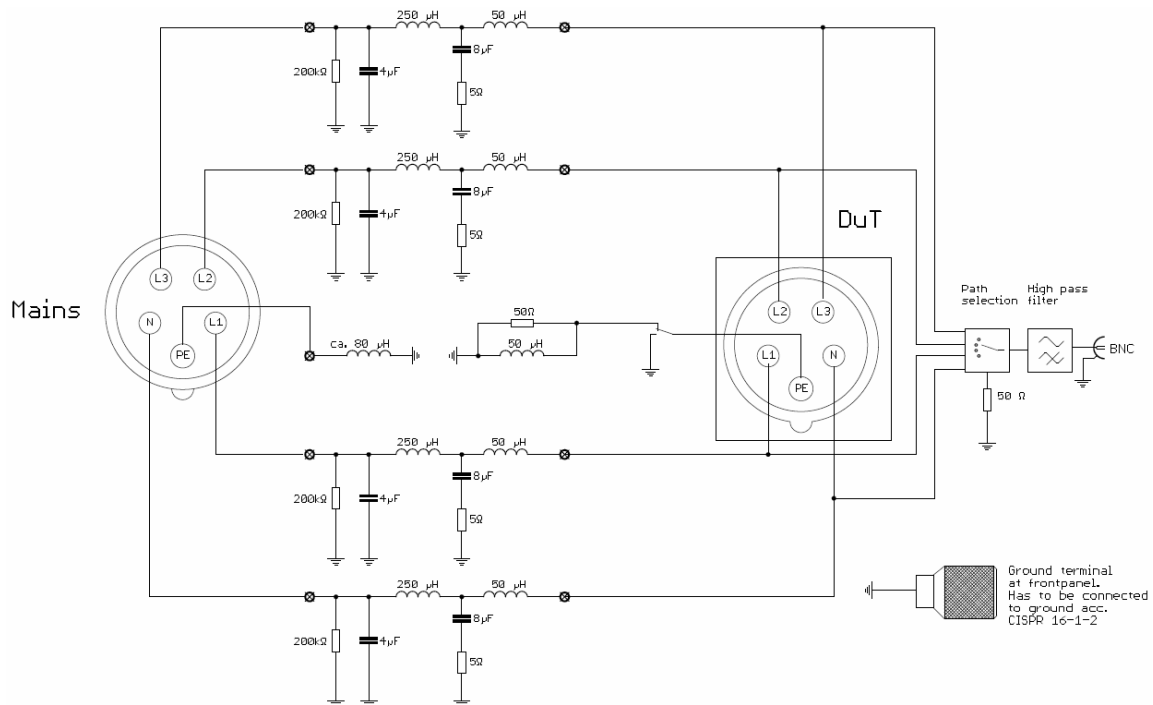 250 µH
50 µH
200kΩ
4µF
8µF
5Ω
250 µH
50 µH
200kΩ
4µF
8µF
5Ω
DuT
Mains
L3
L2
N
L1
PE
ca. 80 µH
50Ω
50 µH
L2
L3
L1
N
PE
Path
selection
High pass
filter
BNC
50 Ω
250 µH
50 µH
200kΩ
4µF
8µF
5Ω
250 µH
50 µH
200kΩ
4µF
8µF
5Ω
Ground terminal
at frontpanel.
Has to be connected
to ground acc.
CISPR 16-1-2